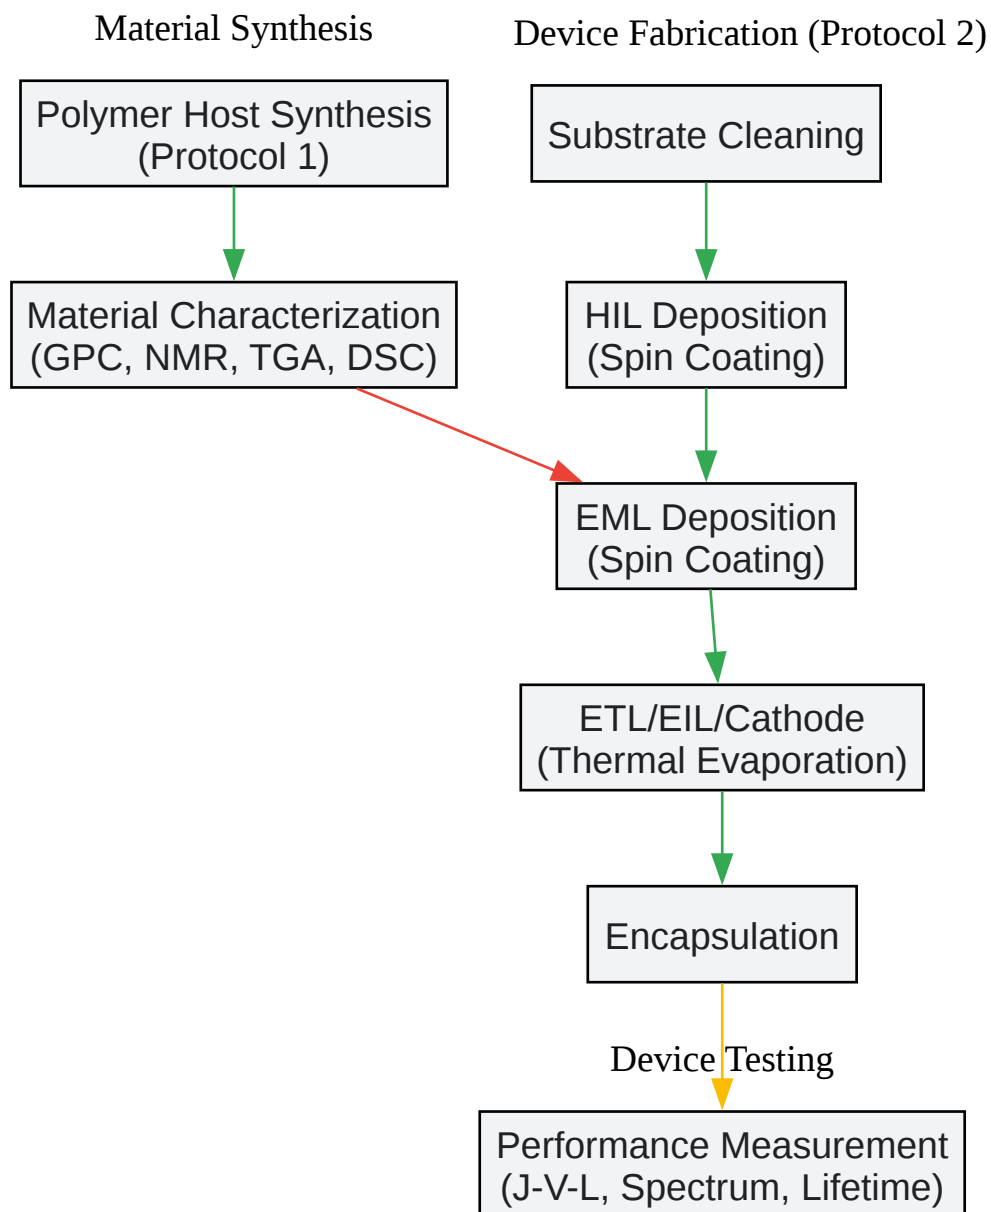 Material Synthesis
Device Fabrication (Protocol 2)
Polymer Host Synthesis
(Protocol 1)
Substrate Cleaning
Material Characterization
(GPC, NMR, TGA, DSC)
HIL Deposition
(Spin Coating)
EML Deposition
(Spin Coating)
ETL/EIL/Cathode
(Thermal Evaporation)
Encapsulation
Device Testing
Performance Measurement
(J-V-L, Spectrum, Lifetime)